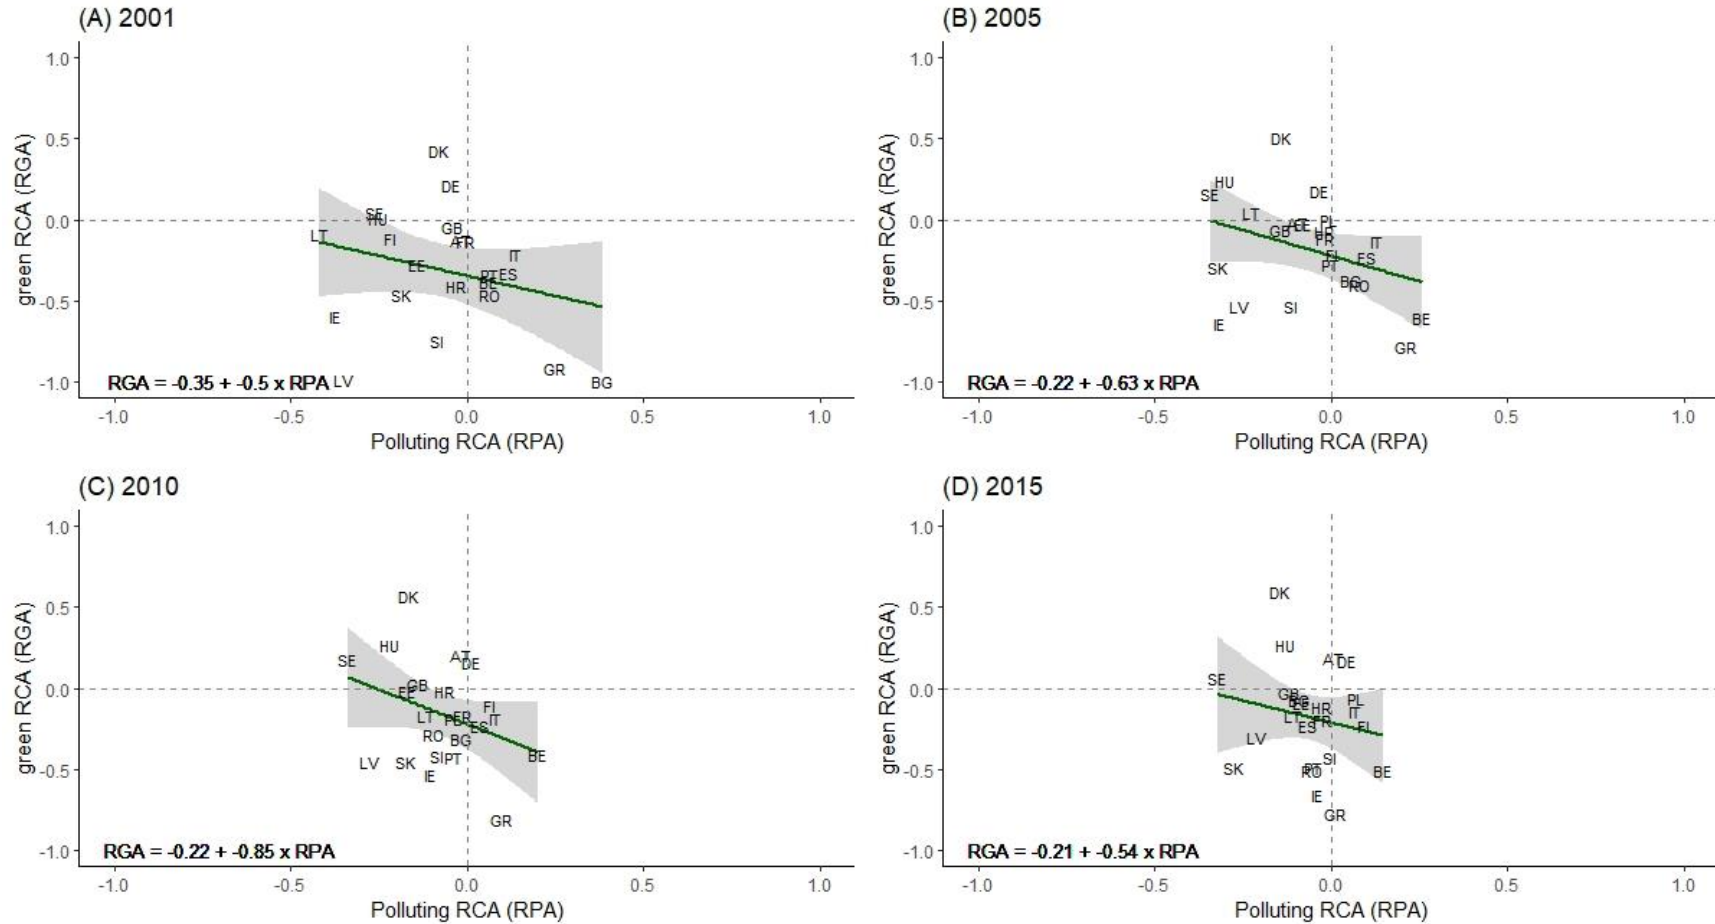 (A) 2001
1.0
0.5
0.0
-0.5
-1.0
green RCA (RGA)
DK
DE
SE
HU
GB
LT
FI
FR
IT
EE
ES
PT
HR
SK
RO
IE
SI
GR
LV
BG
RGA = -0.35 + -0.5 x RPA
-1.0 -0.5 0.0 0.5 1.0
Polluting RCA (RPA)
(B) 2005
1.0
0.5
0.0
-0.5
-1.0
green RCA (RGA)
DK
HU
SE
DE
LT
GB
FR
IT
ES
SK
BG
RO
LV
SI
IE
BE
GR
RGA = -0.22 + -0.63 x RPA
-1.0 -0.5 0.0 0.5 1.0
Polluting RCA (RPA)
(C) 2010
1.0
0.5
0.0
-0.5
-1.0
green RCA (RGA)
DK
HU
SE
AT
DE
GB
EE
HR
FI
LT
FR
IT
ES
RO
BG
BE
LV
SK
SI
PT
IE
GR
RGA = -0.22 + -0.85 x RPA
-1.0 -0.5 0.0 0.5 1.0
Polluting RCA (RPA)
(D) 2015
1.0
0.5
0.0
-0.5
-1.0
green RCA (RGA)
DK
HU
AT
DE
SE
GB
BG
EE
PL
HR
IT
LT
FR
ES
FI
LV
SI
SK
PT
RO
BE
IE
GR
RGA = -0.21 + -0.54 x RPA
-1.0 -0.5 0.0 0.5 1.0
Polluting RCA (RPA)